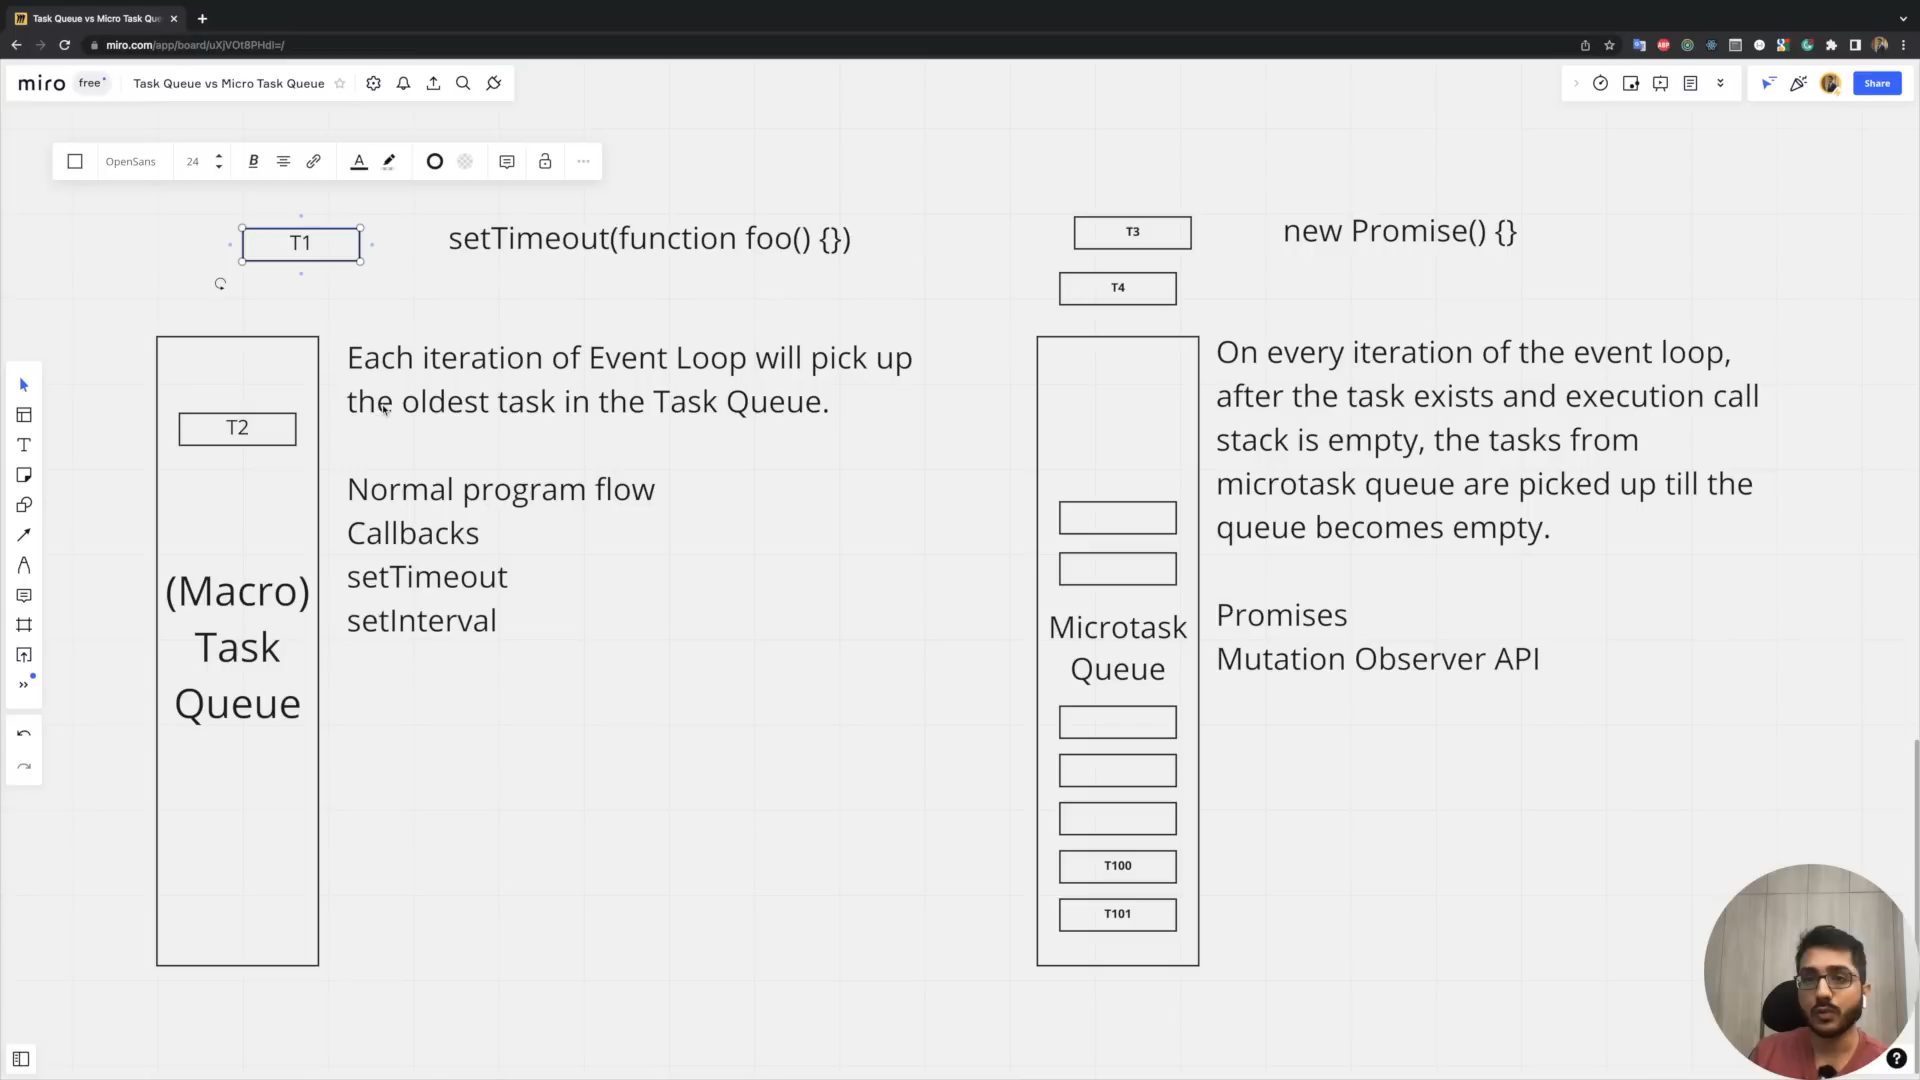 Task Queue vs Micro Task Que
miro.com/app/board/uXjVOt8PHdI=/
miro free Task Queue vs Micro Task Queue
Share
OpenSans 24 B A
T1
setTimeout(function foo() {})
T3
new Promise() {}
T4
Each iteration of Event Loop will pick up
the oldest task in the Task Queue.
Normal program flow
Callbacks
setTimeout
setInterval
T2
(Macro)
Task
Queue
On every iteration of the event loop,
after the task exists and execution call
stack is empty, the tasks from
microtask queue are picked up till the
queue becomes empty.
Promises
Mutation Observer API
Microtask
Queue
T100
T101